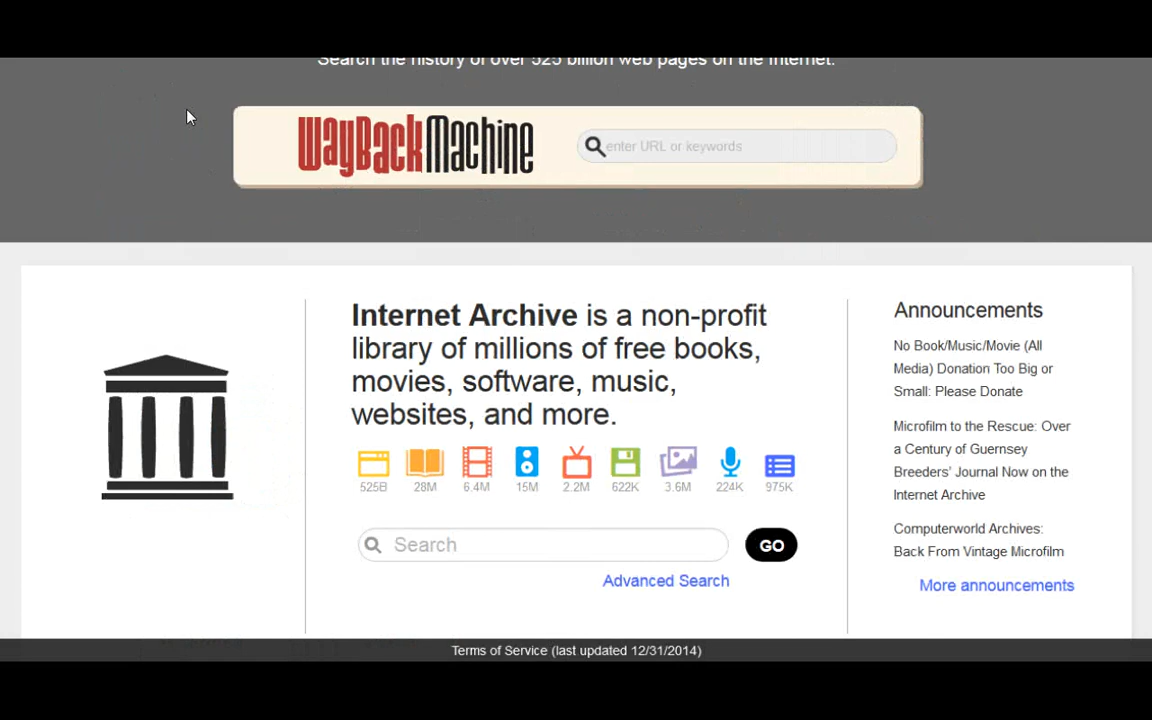 Search the history of over 525 billion web pages on the Internet.
WayBackMachine
enter URL or keywords
Internet Archive is a non-profit
library of millions of free books,
movies, software, music,
websites, and more.
525B 28M 6.4M 15M 2.2M 622K 3.6M 224K 975K
Search
GO
Advanced Search
Announcements
No Book/Music/Movie (All
Media) Donation Too Big or
Small: Please Donate
Microfilm to the Rescue: Over
a Century of Guernsey
Breeders' Journal Now on the
Internet Archive
Computerworld Archives:
Back From Vintage Microfilm
More announcements
Terms of Service (last updated 12/31/2014)